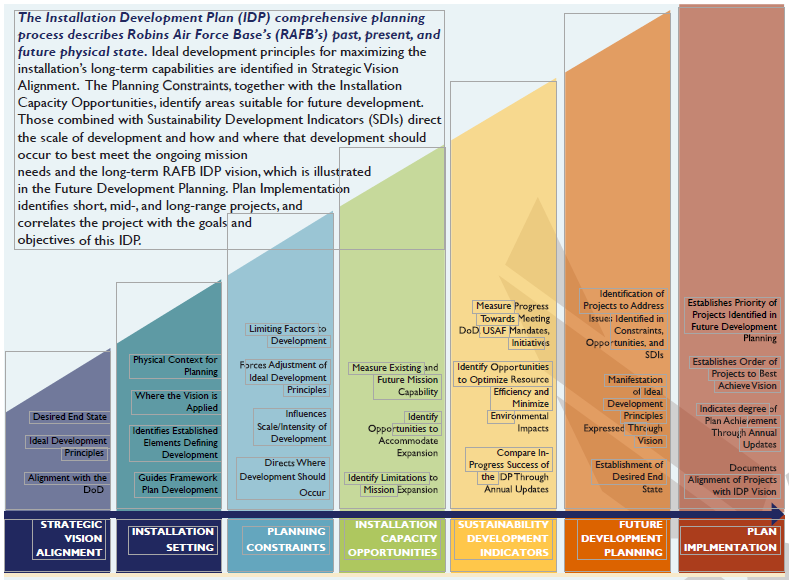 The Installation Development Plan (IDP) comprehensive planning
process describes Robins Air Force Base's (RAFB's) past, present, and
future physical state. Ideal development principles for maximizing the
installation's long-term capabilities are identified in Strategic Vision
Alignment. The Planning Constraints, together with the Installation
Capacity Opportunities, identify areas suitable for future development.
Those combined with Sustainability Development Indicators (SDIs) direct
the scale of development and how and where that development should
occur to best meet the ongoing mission
needs and the long-term RAFB IDP vision, which is illustrated
in the Future Development Planning. Plan Implementation
identifies short, mid-, and long-range projects, and
correlates the project with the goals and
objectives of this IDP.
Desired End State
Ideal Development
Principles
Alignment with the
DoD
STRATEGIC
VISION
ALIGNMENT
Physical Context for
Planning
Where the Vision is
Applied
Identifies Established
Elements Defining
Development
Guides Framework
Plan Development
INSTALLATION
SETTING
Limiting Factors to
Development
Forces Adjustment of
Ideal Development
Principles
Influences
Scale/Intensity of
Development
Directs Where
Development Should
Occur
PLANNING
CONSTRAINTS
Measure Existing and
Future Mission
Capability
Identify
Opportunities to
Accommodate
Expansion
Identify Limitations to
Mission Expansion
INSTALLATION
CAPACITY
OPPORTUNITIES
Measure Progress
Towards Meeting
DoD USAF Mandates,
Initiatives
Identify Opportunities
to Optimize Resource
Efficiency and
Minimize
Environmental
Impacts
Compare In-
Progress Success of
the IDP Through
Annual Updates
SUSTAINABILITY
DEVELOPMENT
INDICATORS
Identification of
Projects to Address
Issues Identified in
Constraints,
Opportunities, and
SDIs
Manifestation
of Ideal
Development
Principles
Expressed Through
Vision
Establishment of
Desired End
State
FUTURE
DEVELOPMENT
PLANNING
Establishes Priority of
Projects Identified in
Future Development
Planning
Establishes Order of
Projects to Best
Achieve Vision
Indicates degree of
Plan Achievement
Through Annual
Updates
Documents
Alignment of Projects
with IDP Vision
PLAN
IMPLMENTATION